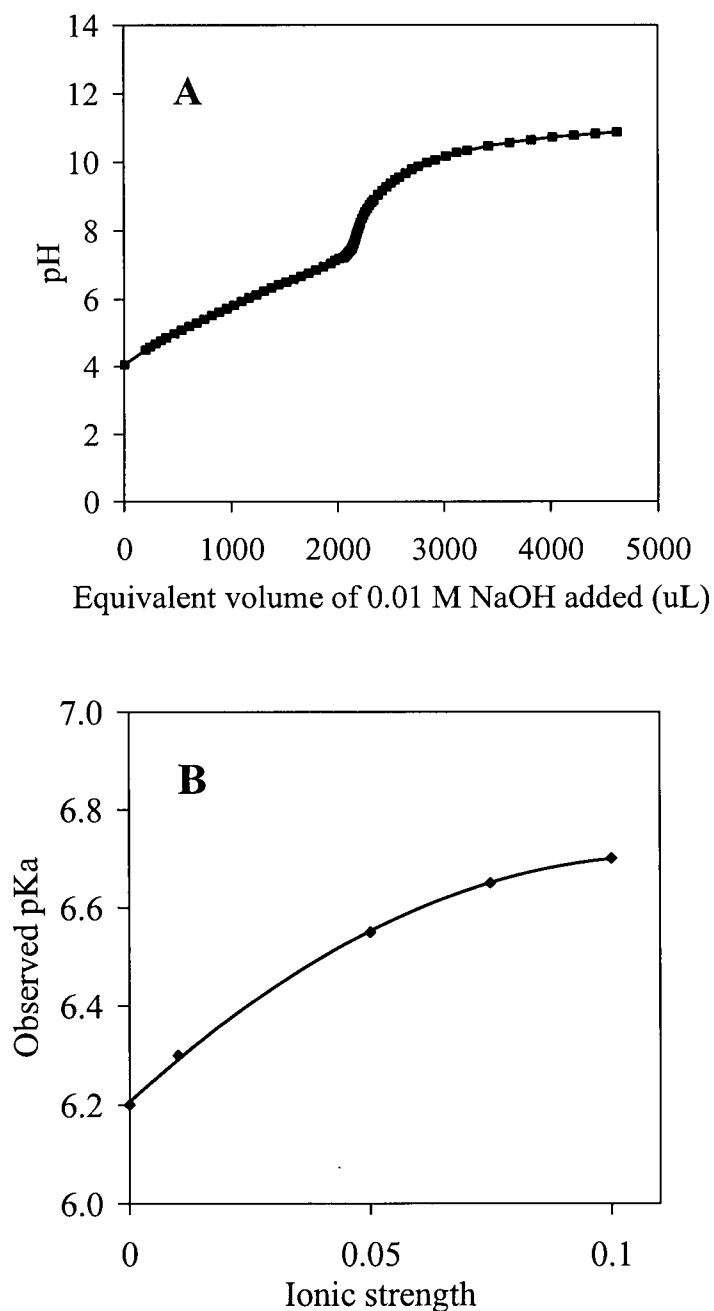 14
12
10
8
6
4
2
0
pH
A
0 1000 2000 3000 4000 5000
Equivalent volume of 0.01 M NaOH added (uL)
7.0
6.8
6.6
6.4
6.2
6.0
Observed pKa
B
0 0.05 0.1
Ionic strength